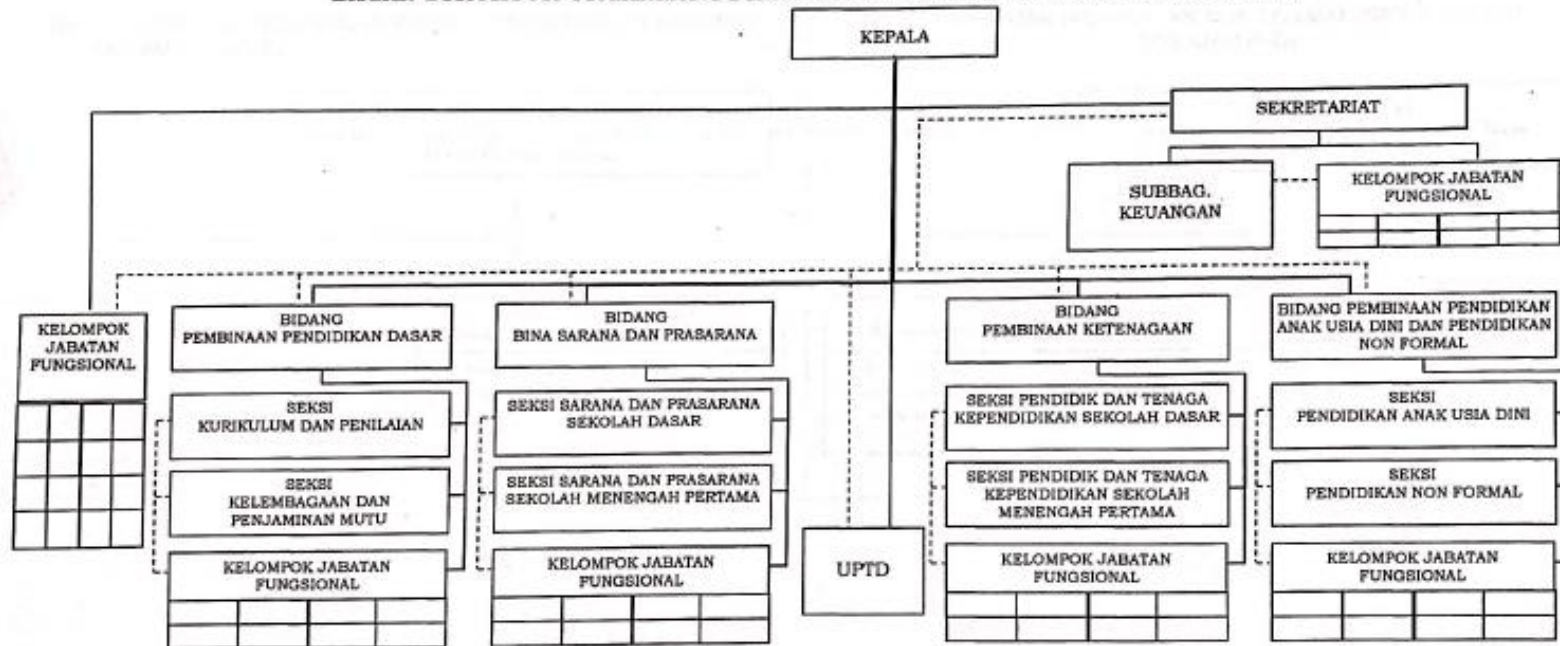 KEPALA
SEKRETARIAT
SUBBAG.
KEUANGAN
KELOMPOK JABATAN
FUNGSIONAL
KELOMPOK
JABATAN
FUNGSIONAL
BIDANG
PEMBINAAN PENDIDIKAN DASAR
SEKSI
KURIKULUM DAN PENILAIAN
SEKSI
KELEMBAGAAN DAN
PENJAMINAN MUTU
KELOMPOK JABATAN
FUNGSIONAL
BIDANG
BINA SARANA DAN PRASARANA
SEKSI SARANA DAN PRASARANA
SEKOLAH DASAR
SEKSI SARANA DAN PRASARANA
SEKOLAH MENENGAH PERTAMA
KELOMPOK JABATAN
FUNGSIONAL
UPTD
BIDANG
PEMBINAAN KETENAGAAN
SEKSI PENDIDIK DAN TENAGA
KEPENDIDIKAN SEKOLAH DASAR
SEKSI PENDIDIK DAN TENAGA
KEPENDIDIKAN SEKOLAH
MENENGAH PERTAMA
KELOMPOK JABATAN
FUNGSIONAL
BIDANG PEMBINAAN PENDIDIKAN
ANAK USIA DINI DAN PENDIDIKAN
NON FORMAL
SEKSI
PENDIDIKAN ANAK USIA DINI
SEKSI
PENDIDIKAN NON FORMAL
KELOMPOK JABATAN
FUNGSIONAL